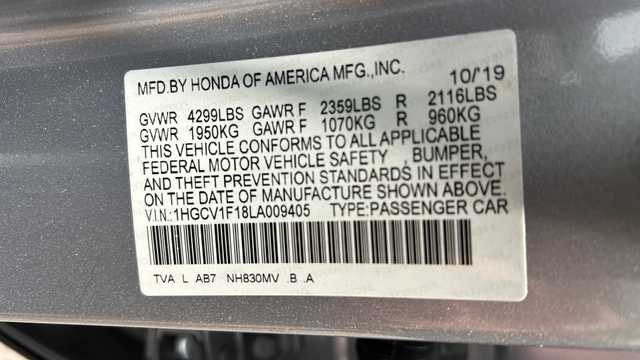 MFD.BY HONDA OF AMERICA MFG.,INC. 10/'19
GVWR 4299LBS GAWR F 2359LBS R 2116LBS
GVWR 1950KG GAWR F 1070KG R 960KG
THIS VEHICLE CONFORMS TO ALL APPLICABLE
FEDERAL MOTOR VEHICLE SAFETY , BUMPER,
AND THEFT PREVENTION STANDARDS IN EFFECT
ON THE DATE OF MANUFACTURE SHOWN ABOVE.
V.I.N.:1HGCV1F18LA009405 TYPE:PASSENGER CAR
TVA L AB7 NH830MV .B .A